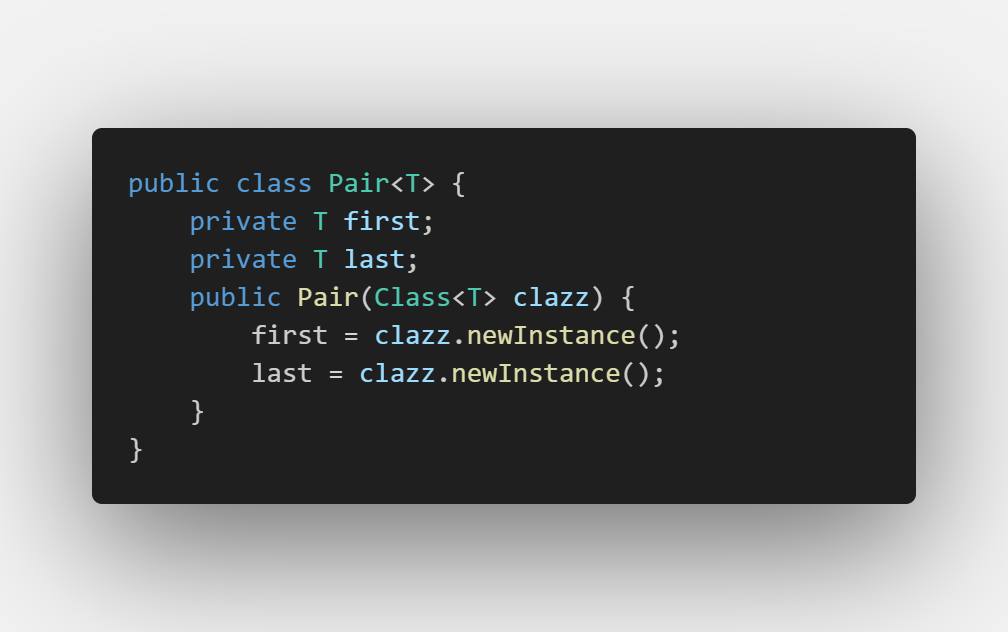 public class Pair<T> {
    private T first;
    private T last;
    public Pair(Class<T> clazz) {
        first = clazz.newInstance();
        last = clazz.newInstance();
    }
}